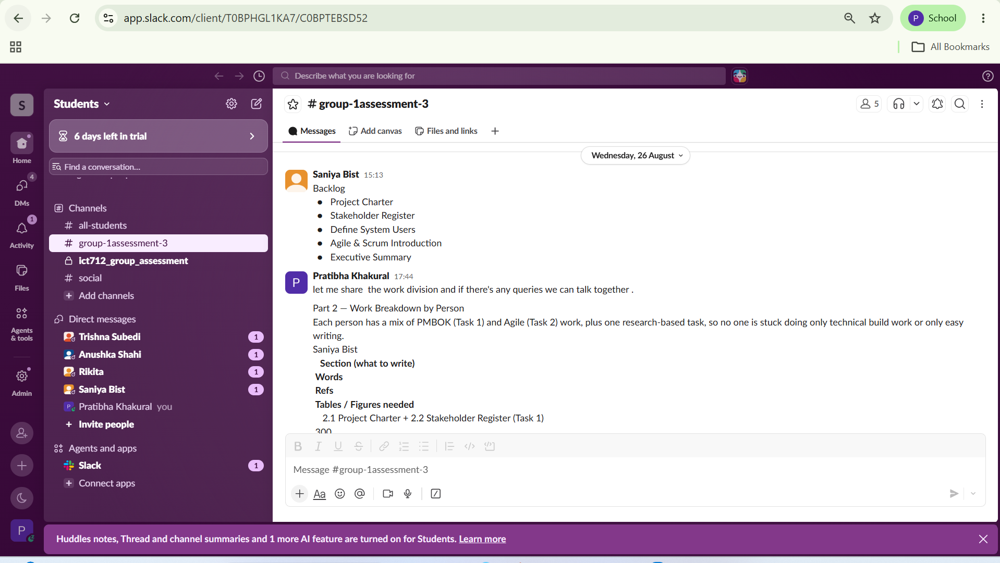 app.slack.com/client/T0BPHGL1KA7/C0BPTEBSD52
P School
All Bookmarks
Describe what you are looking for
S
Students
6 days left in trial
Find a conversation...
Home
4
DMs
1
Activity
Files
Agents
& tools
Admin
P
Channels
# all-students
# group-1assessment-3
ict712_group_assessment
# social
+ Add channels
Direct messages
Trishna Subedi 1
Anushka Shahi 1
Rikita 1
Saniya Bist 1
P Pratibha Khakural you
+ Invite people
Agents and apps
Slack 1
+ Connect apps
# group-1assessment-3
5
Messages Add canvas Files and links +
Wednesday, 26 August
Saniya Bist 15:13
Backlog
● Project Charter
● Stakeholder Register
● Define System Users
● Agile & Scrum Introduction
● Executive Summary
P
Pratibha Khakural 17:44
let me share the work division and if there's any queries we can talk together .
Part 2 — Work Breakdown by Person
Each person has a mix of PMBOK (Task 1) and Agile (Task 2) work, plus one research-based task, so no one is stuck doing only technical build work or only easy
writing.
Saniya Bist
Section (what to write)
Words
Refs
Tables / Figures needed
2.1 Project Charter + 2.2 Stakeholder Register (Task 1)
300
B I U S
Message #group-1assessment-3
+ Aa @
Huddles notes, Thread and channel summaries and 1 more AI feature are turned on for Students. Learn more